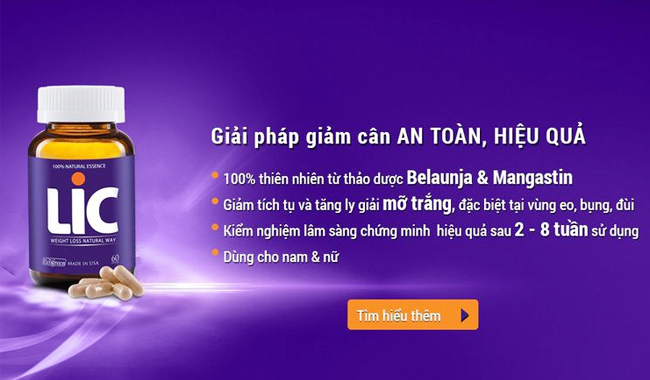 100% NATURAL ESSENCE
LiC
WEIGHT LOSS NATURAL WAY
Ecogreen MADE IN USA 60
Giải pháp giảm cân AN TOÀN, HIỆU QUẢ
100% thiên nhiên từ thảo dược Belaunja & Mangastin
Giảm tích tụ và tăng ly giải mỡ trắng, đặc biệt tại vùng eo, bụng, đùi
Kiểm nghiệm lâm sàng chứng minh hiệu quả sau 2 - 8 tuần sử dụng
Dùng cho nam & nữ
Tìm hiểu thêm